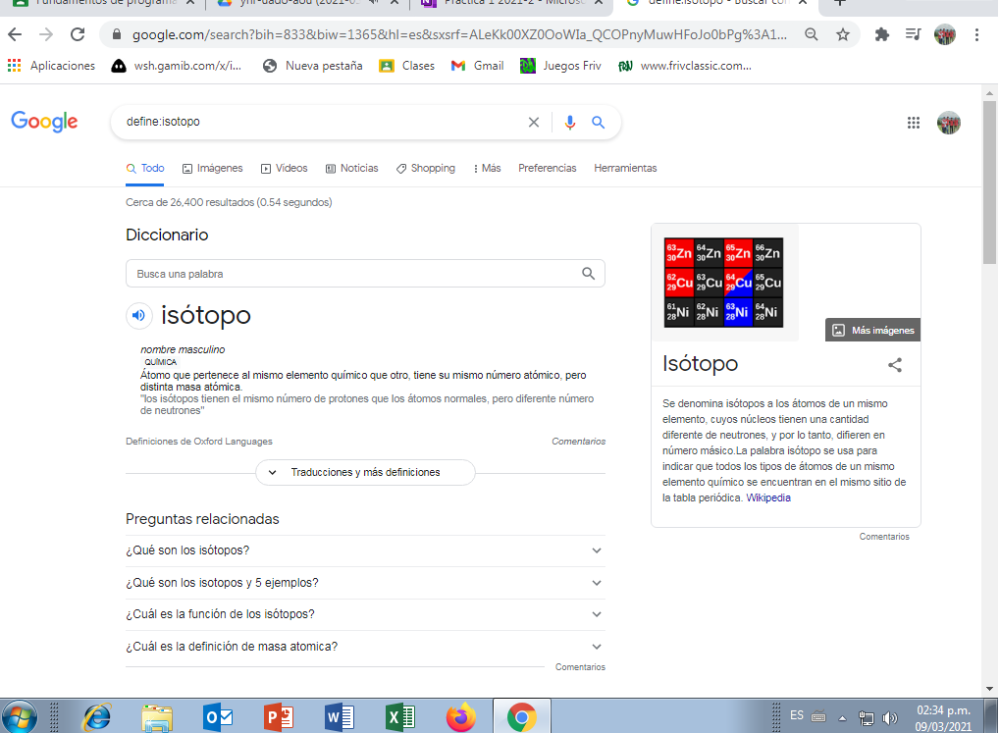 Fundamentos de programa
yhf-uado-aou (2021-0
Práctica 1 2021-2 - Microso
define:isotopo - Buscar con
google.com/search?bih=833&biw=1365&hl=es&sxsrf=ALeKk00XZ0OoWIa_QCOPnyMuwHFoJo0bPg%3A1...
Aplicaciones
wsh.gamib.com/x/i...
Nueva pestaña
Clases
Gmail
Juegos Friv
www.frivclassic.com...
Google
define:isotopo
Todo
Imágenes
Videos
Noticias
Shopping
Más
Preferencias
Herramientas
Cerca de 26,400 resultados (0.54 segundos)
Diccionario
Busca una palabra
isótopo
nombre masculino
QUÍMICA
Átomo que pertenece al mismo elemento químico que otro, tiene su mismo número atómico, pero
distinta masa atómica.
"los isótopos tienen el mismo número de protones que los átomos normales, pero diferente número
de neutrones"
Definiciones de Oxford Languages
Comentarios
Traducciones y más definiciones
Preguntas relacionadas
¿Qué son los isótopos?
¿Qué son los isotopos y 5 ejemplos?
¿Cuál es la función de los isótopos?
¿Cuál es la definición de masa atomica?
Comentarios
63 30 Zn 64 30 Zn 65 30 Zn 66 30 Zn
62 29 Cu 63 29 Cu 64 29 Cu 65 29 Cu
61 28 Ni 62 28 Ni 63 28 Ni 64 28 Ni
Más imágenes
Isótopo
Se denomina isótopos a los átomos de un mismo
elemento, cuyos núcleos tienen una cantidad
diferente de neutrones, y por lo tanto, difieren en
número másico.La palabra isótopo se usa para
indicar que todos los tipos de átomos de un mismo
elemento químico se encuentran en el mismo sitio de
la tabla periódica. Wikipedia
Comentarios
ES
02:34 p.m.
09/03/2021